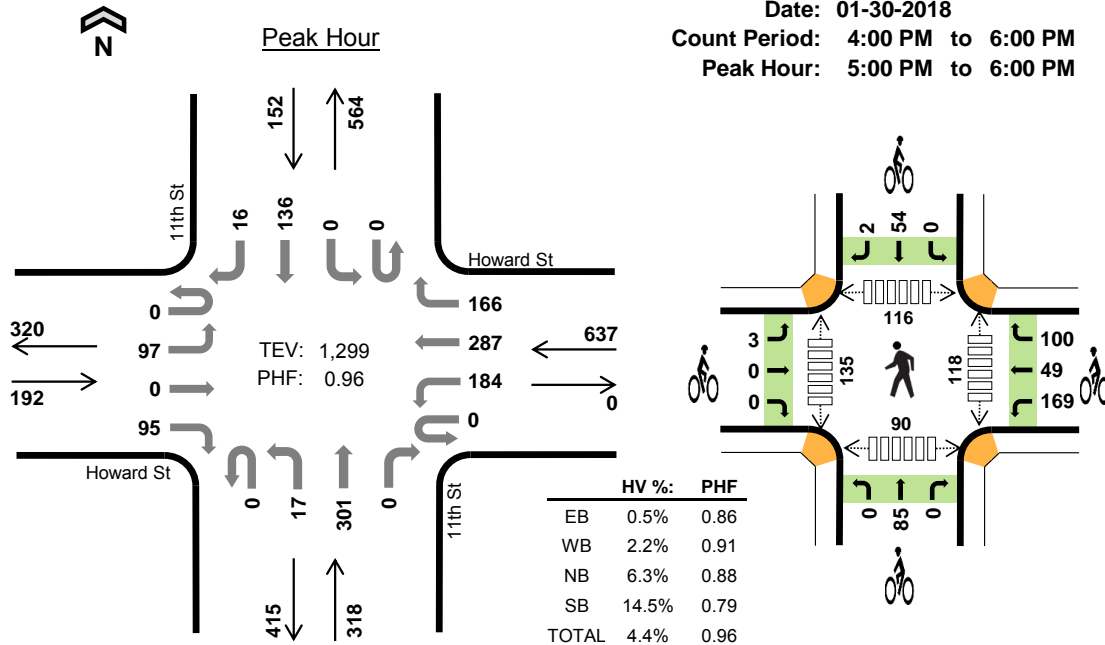 Date: 01-30-2018
Count Period: 4:00 PM to 6:00 PM
Peak Hour: 5:00 PM to 6:00 PM
N
Peak Hour
152
564
11th St
16
136
0
0
Howard St
0
97
0
95
320
192
TEV: 1,299
PHF: 0.96
166
287
184
0
637
0
Howard St
0
17
301
0
11th St
415
318
2
54
0
116
3
0
0
135
118
100
49
169
90
0
85
0
HV %: PHF
EB 0.5% 0.86
WB 2.2% 0.91
NB 6.3% 0.88
SB 14.5% 0.79
TOTAL 4.4% 0.96